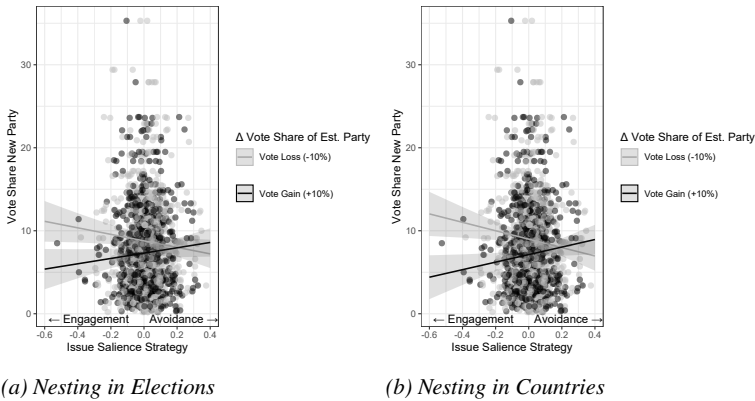 Vote Share New Party
30
20
10
0
-0.6 -0.4 -0.2 0.0 0.2 0.4
← Engagement Avoidance →
Issue Salience Strategy
Δ Vote Share of Est. Party
Vote Loss (-10%)
Vote Gain (+10%)
(a) Nesting in Elections
Vote Share New Party
30
20
10
0
-0.6 -0.4 -0.2 0.0 0.2 0.4
← Engagement Avoidance →
Issue Salience Strategy
Δ Vote Share of Est. Party
Vote Loss (-10%)
Vote Gain (+10%)
(b) Nesting in Countries